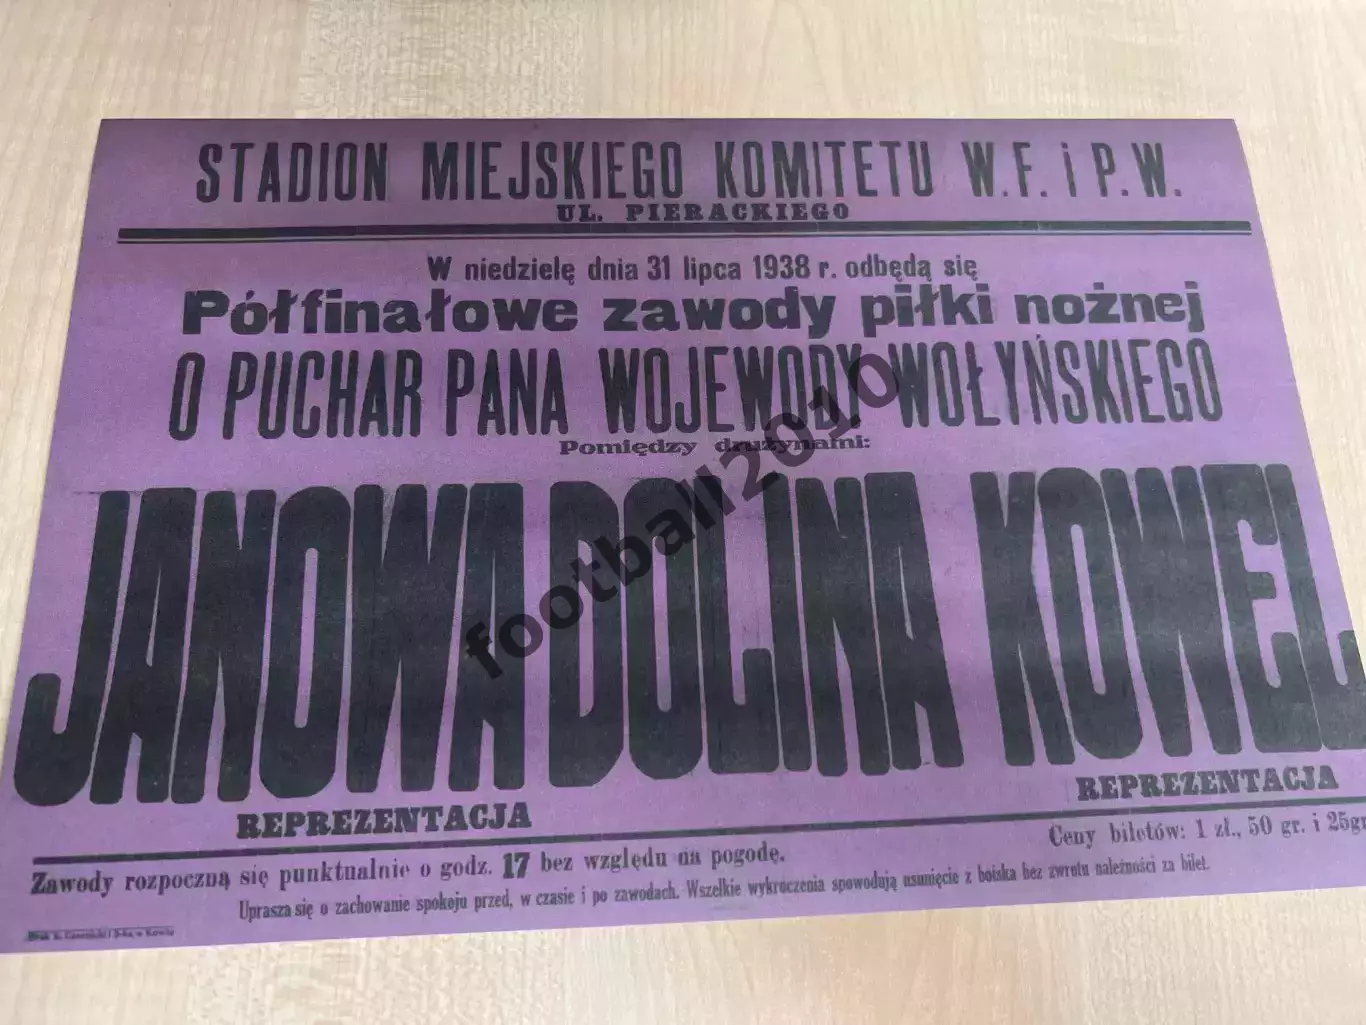 STADION MIEJSKIEGO KOMITETU W.F. i P.W.
UL. PIERACKIEGO
W niedzielę dnia 31 lipca 1938 r. odbędą się
Półfinałowe zawody piłki nożnej
O PUCHAR PANA WOJEWODY WOŁYŃSKIEGO
Pomiędzy drużynami:
JANOWA DOLINA KOWEL
REPREZENTACJA REPREZENTACJA
Zawody rozpoczną się punktualnie o godz. 17 bez względu na pogodę. Ceny biletów: 1 zł., 50 gr. i 25gr
Uprasza się o zachowanie spokoju przed, w czasie i po zawodach. Wszelkie wykroczenia spowodują usunięcie z boiska bez zwrotu należności za bilet.
football2010